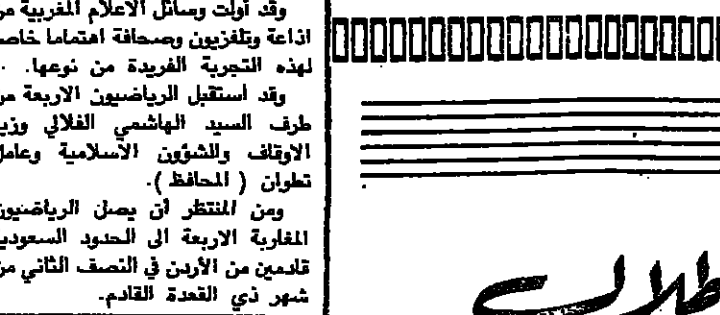 وقد أولت وسائل الاعلام المغربية من
اذاعة وتلفزيون وصحافة اهتماما خاصا
لهذه التجربة الفريدة من نوعها.
وقد استقبل الرياضيون الاربعة من
طرف السيد الهاشمي الفلالي وزير
الاوقاف والشؤون الاسلامية وعامل
تطوان ( المحافظ ).
ومن المنتظر أن يصل الرياضيون
المغاربة الاربعة الى الحدود السعودية
قادمين من الأردن في النصف الثاني من
شهر ذي القعدة القادم.